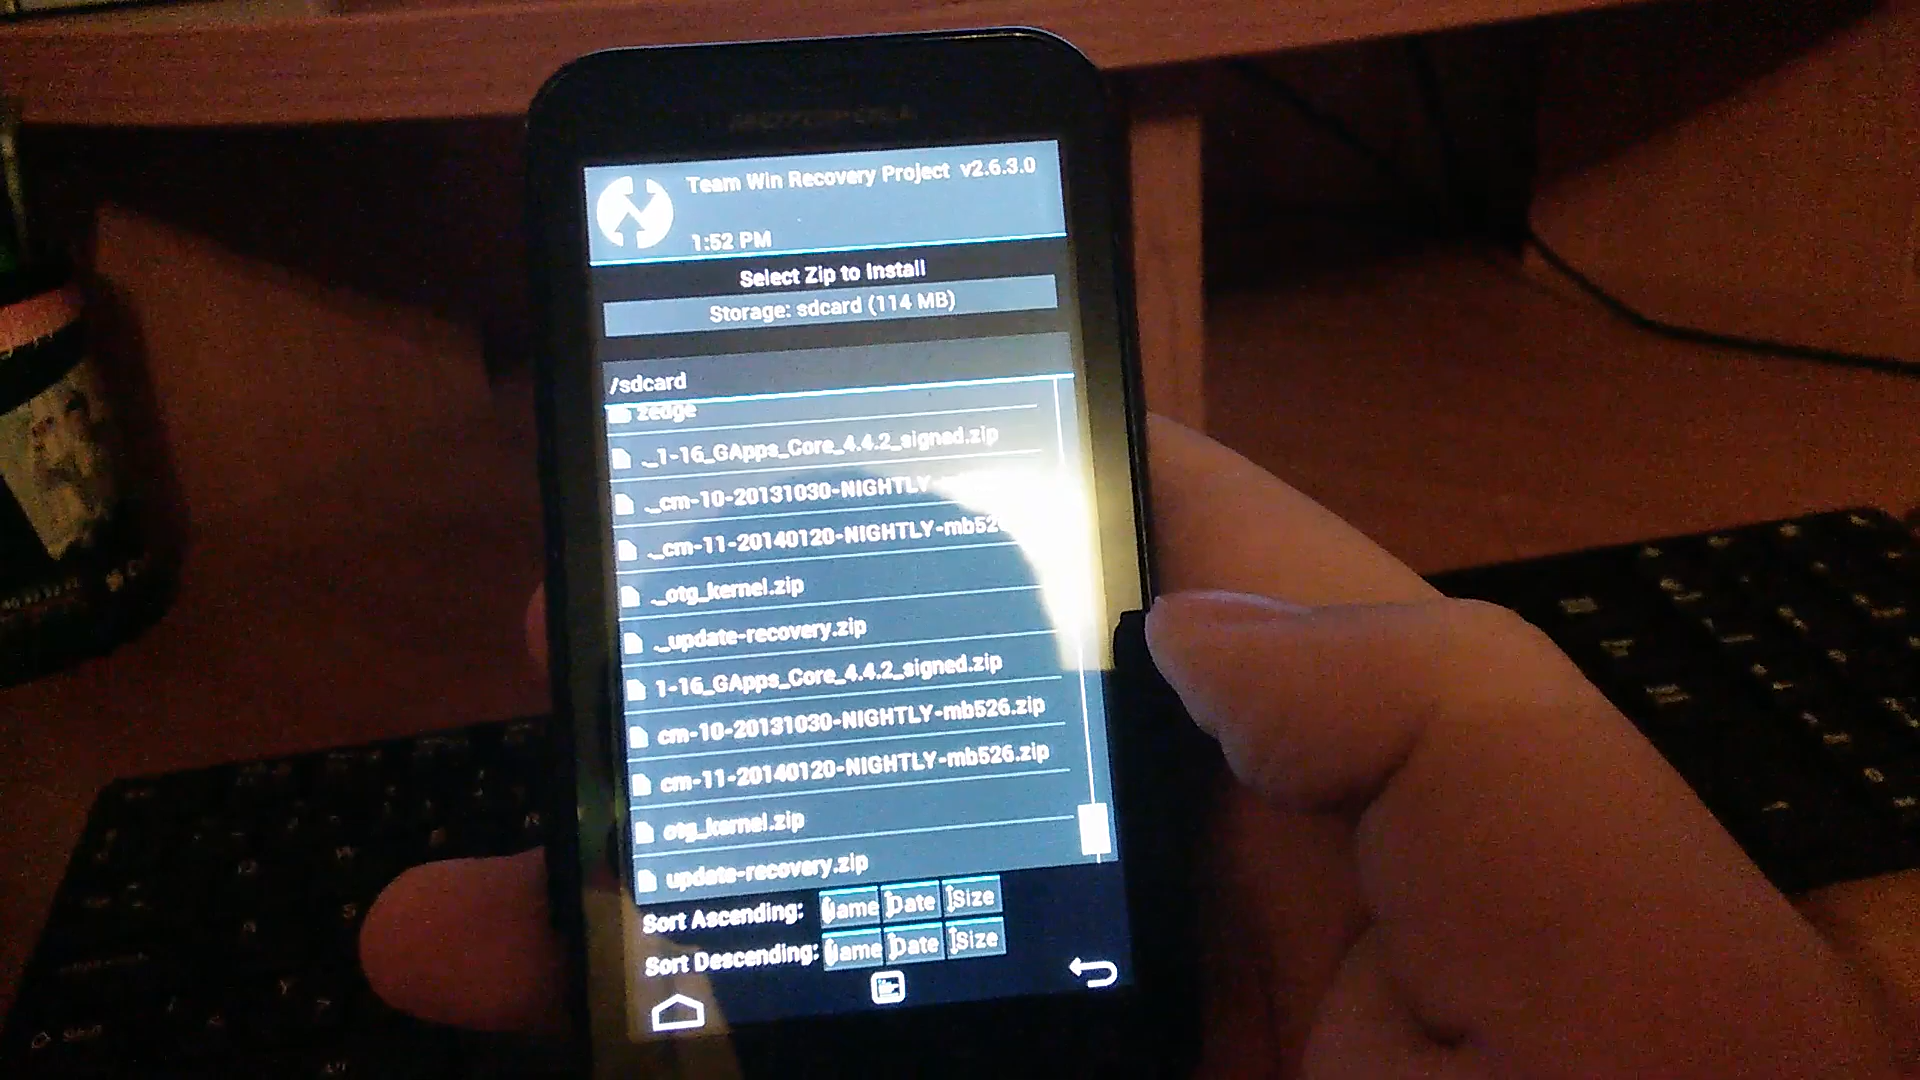 MOTOROLA
Team Win Recovery Project v2.6.3.0
1:52 PM
Select Zip to Install
Storage: sdcard (114 MB)
/sdcard
zedge
._1-16_GApps_Core_4.4.2_signed.zip
._cm-10-20131030-NIGHTLY-
._cm-11-20140120-NIGHTLY-mb526
._otg_kernel.zip
._update-recovery.zip
1-16_GApps_Core_4.4.2_signed.zip
cm-10-20131030-NIGHTLY-mb526.zip
cm-11-20140120-NIGHTLY-mb526.zip
otg_kernel.zip
update-recovery.zip
Sort Ascending: Name Date Size
Sort Descending: Name Date Size